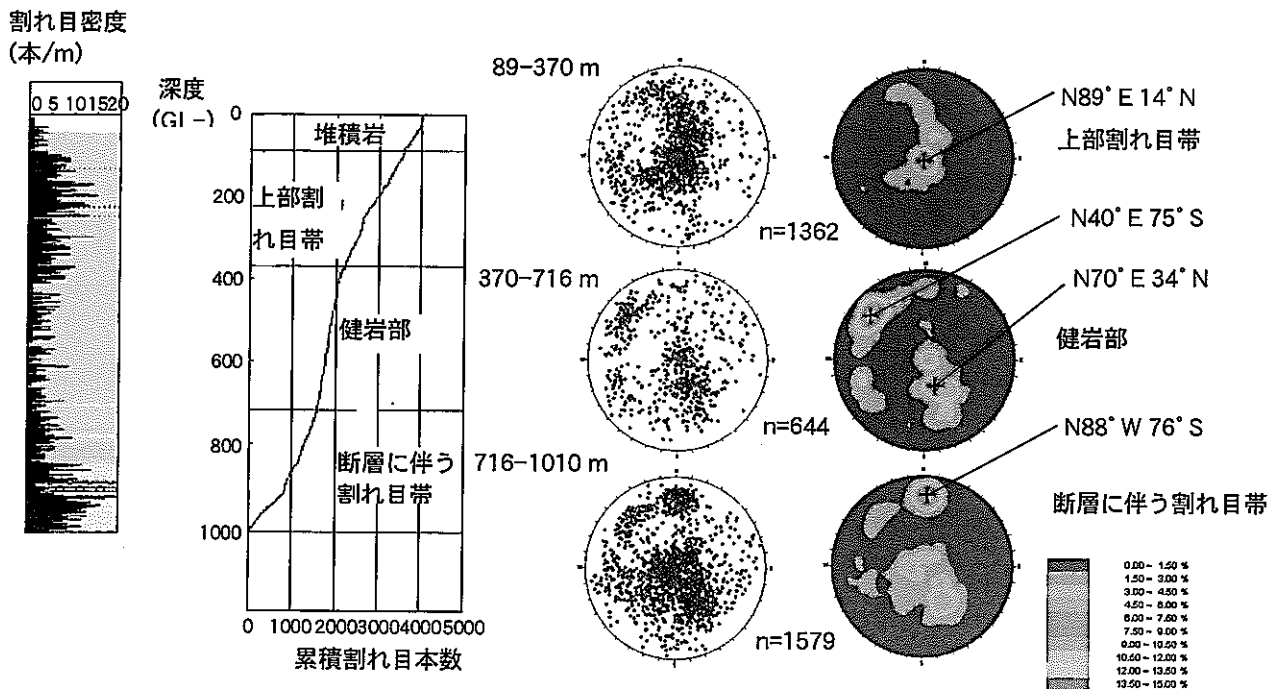 割れ目密度
(本/m)
0 5 10 15 20
深度
(GL-)
0
200
400
600
800
1000
堆積岩
上部割
れ目帯
健岩部
断層に伴う
割れ目帯
0 1000 2000 3000 4000 5000
累積割れ目本数
89-370 m
n=1362
N89°E 14°N
上部割れ目帯
370-716 m
n=644
N40°E 75°S
N70°E 34°N
健岩部
716-1010 m
n=1579
N88°W 76°S
断層に伴う割れ目帯
0.00 ~ 1.50 %
1.50 ~ 3.00 %
3.00 ~ 4.50 %
4.50 ~ 6.00 %
6.00 ~ 7.50 %
7.50 ~ 9.00 %
9.00 ~ 10.50 %
10.50 ~ 12.00 %
12.00 ~ 13.50 %
13.50 ~ 15.00 %